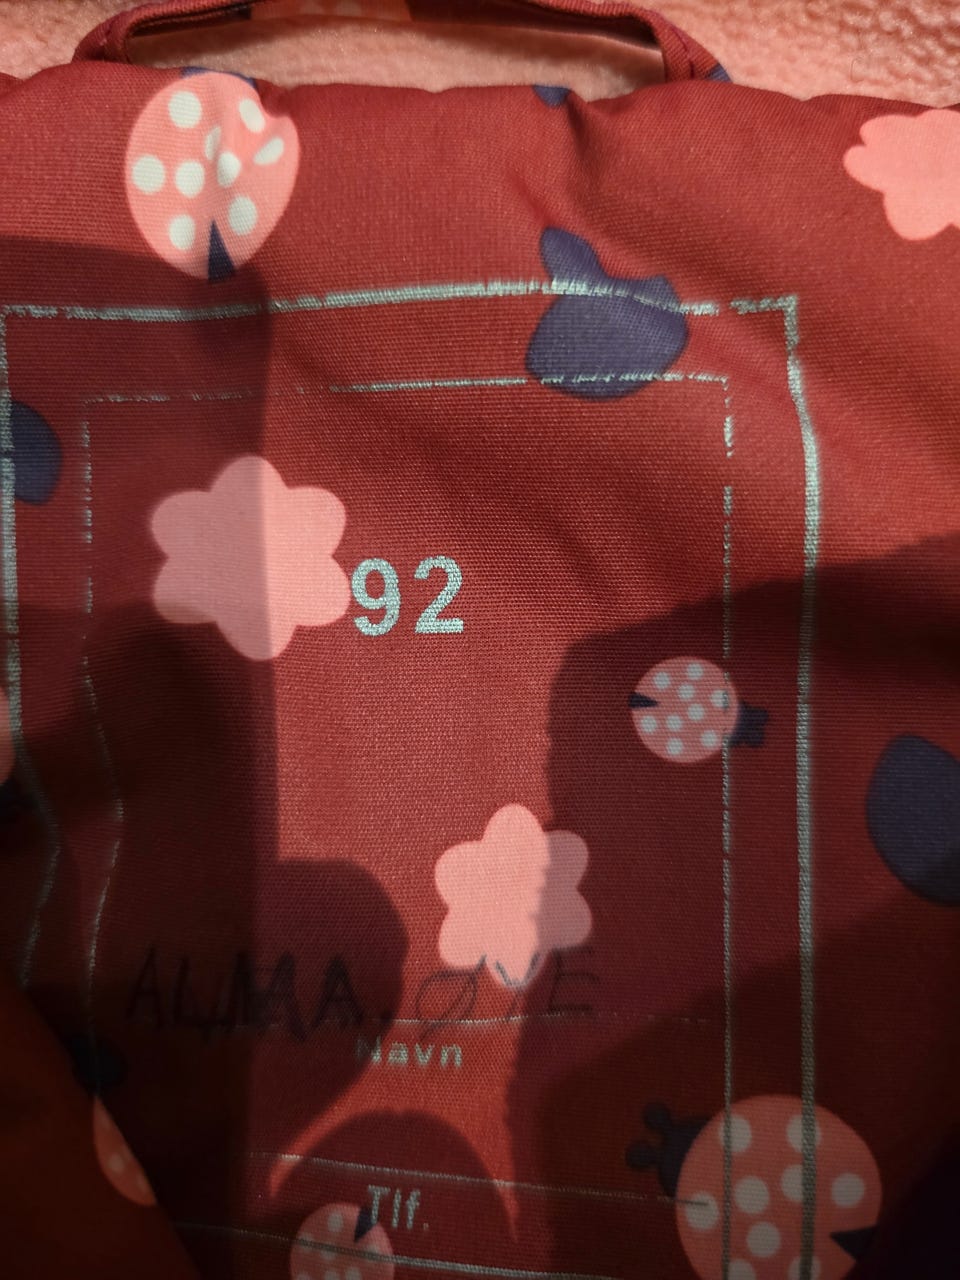 92
ALMA. ØYE
Navn
Tlf.